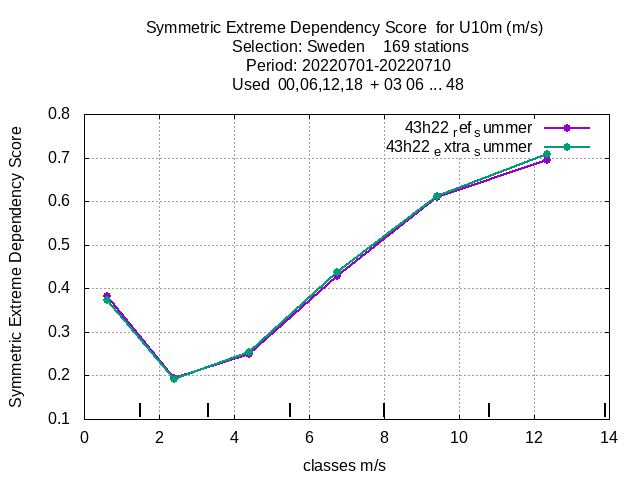 Symmetric Extreme Dependency Score  for U10m (m/s)
Selection: Sweden    169 stations
Period: 20220701-20220710
Used  00,06,12,18  + 03 06 ... 48
43h22 ref summer
43h22 extra summer
Symmetric Extreme Dependency Score
0.8
0.7
0.6
0.5
0.4
0.3
0.2
0.1
0 2 4 6 8 10 12 14
classes m/s